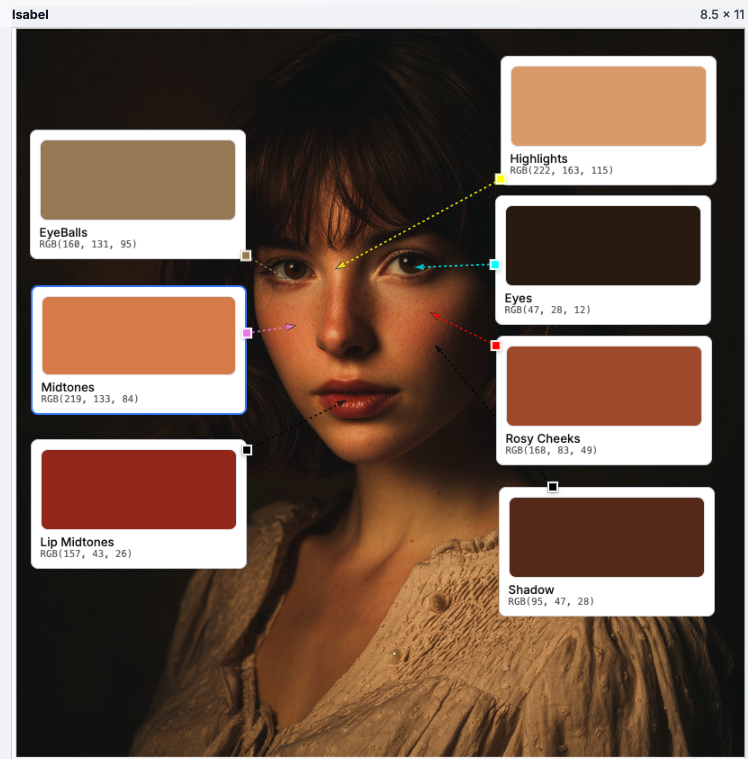 Isabel
8.5 × 11
Highlights
RGB(222, 163, 115)
EyeBalls
RGB(160, 131, 95)
Eyes
RGB(47, 28, 12)
Midtones
RGB(219, 133, 84)
Rosy Cheeks
RGB(168, 83, 49)
Lip Midtones
RGB(157, 43, 26)
Shadow
RGB(95, 47, 28)